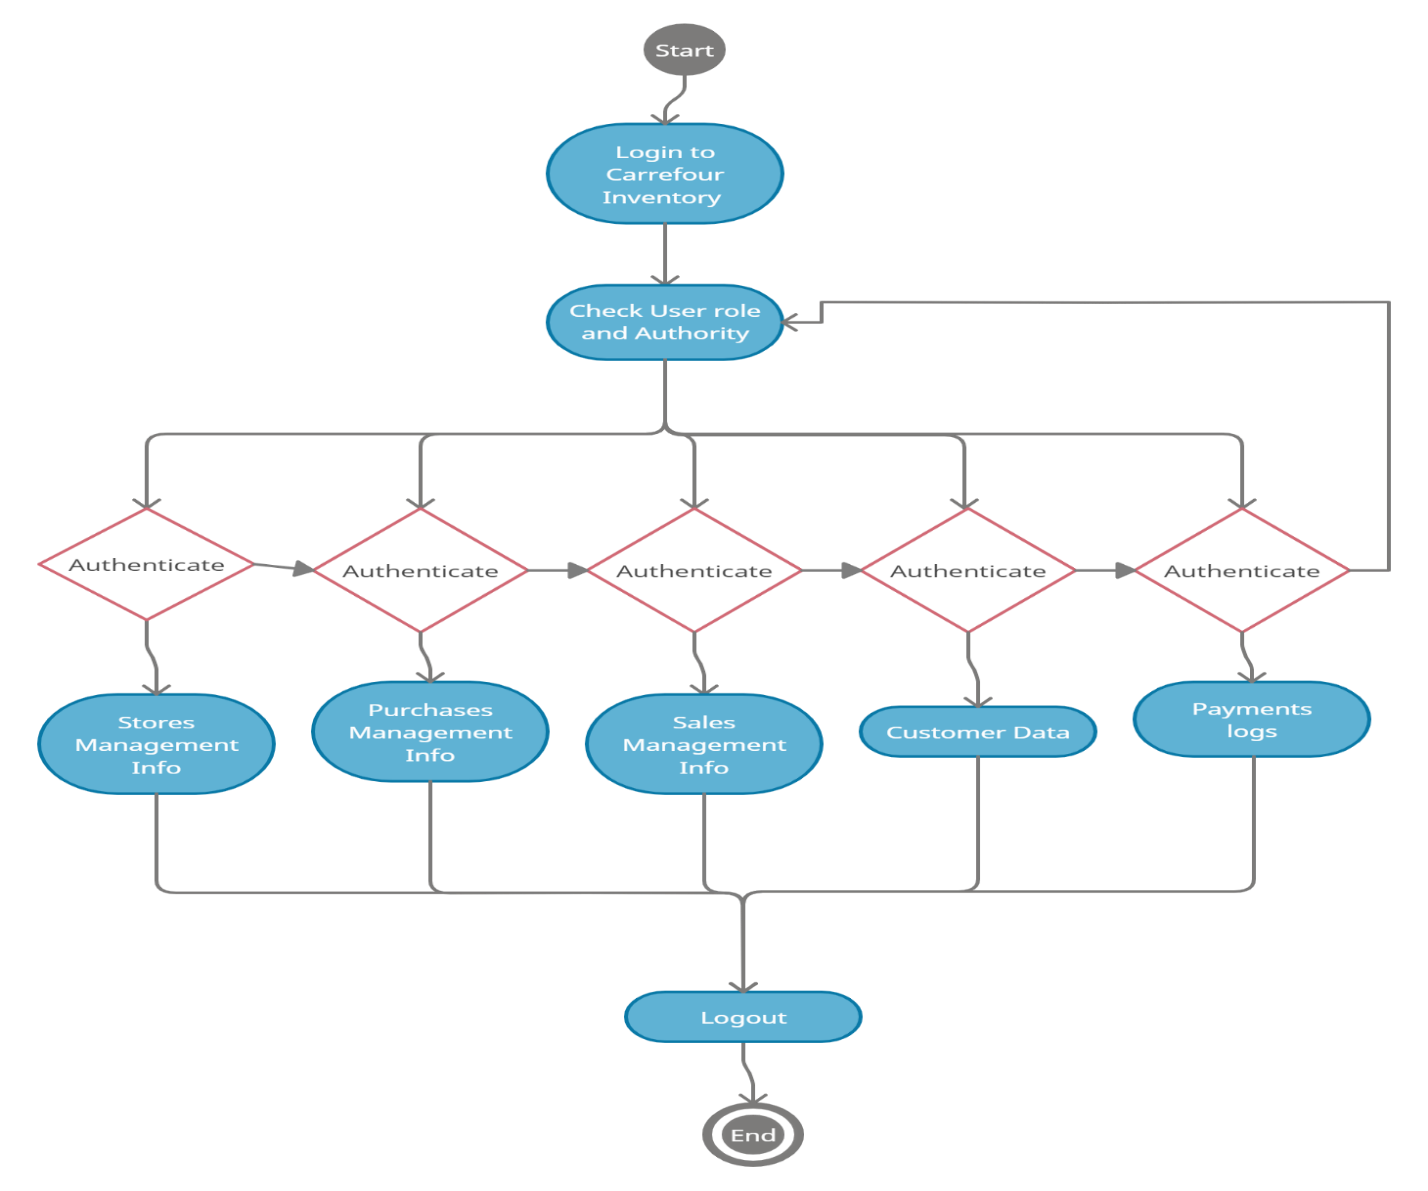 Start
Login to
Carrefour
Inventory
Check User role
and Authority
Authenticate
Authenticate
Authenticate
Authenticate
Authenticate
Stores
Management
Info
Purchases
Management
Info
Sales
Management
Info
Customer Data
Payments
logs
Logout
End